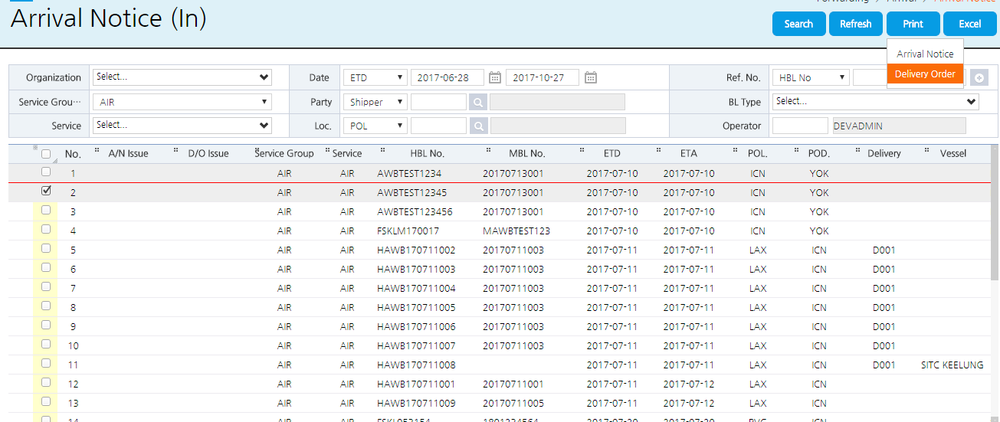 Forwarding > Arrival > Arrival Notice
Arrival Notice (In)
Search Refresh Print Excel
Arrival Notice
Delivery Order
Organization Select... Date ETD 2017-06-28 2017-10-27 Ref. No. HBL No
Service Grou··· AIR Party Shipper BL Type Select...
Service Select... Loc. POL Operator DEVADMIN
No. A/N Issue D/O Issue Service Group Service HBL No. MBL No. ETD ETA POL. POD. Delivery Vessel
1 AIR AIR AWBTEST1234 20170713001 2017-07-10 2017-07-10 ICN YOK
2 AIR AIR AWBTEST12345 20170713001 2017-07-10 2017-07-10 ICN YOK
3 AIR AIR AWBTEST123456 20170713001 2017-07-10 2017-07-10 ICN YOK
4 AIR AIR FSKLM170017 MAWBTEST123 2017-07-10 2017-07-10 ICN YOK
5 AIR AIR HAWB170711002 20170711003 2017-07-11 2017-07-11 LAX ICN D001
6 AIR AIR HAWB170711003 20170711003 2017-07-11 2017-07-11 LAX ICN D001
7 AIR AIR HAWB170711004 20170711003 2017-07-11 2017-07-11 LAX ICN D001
8 AIR AIR HAWB170711005 20170711003 2017-07-11 2017-07-11 LAX ICN D001
9 AIR AIR HAWB170711006 20170711003 2017-07-11 2017-07-11 LAX ICN D001
10 AIR AIR HAWB170711007 20170711003 2017-07-11 2017-07-11 LAX ICN D001
11 AIR AIR HAWB170711008 2017-07-11 2017-07-11 LAX ICN D001 SITC KEELUNG
12 AIR AIR HAWB170711001 20170711001 2017-07-11 2017-07-12 LAX ICN
13 AIR AIR HAWB170711009 20170711005 2017-07-11 2017-07-12 LAX ICN
14 AIR AIR